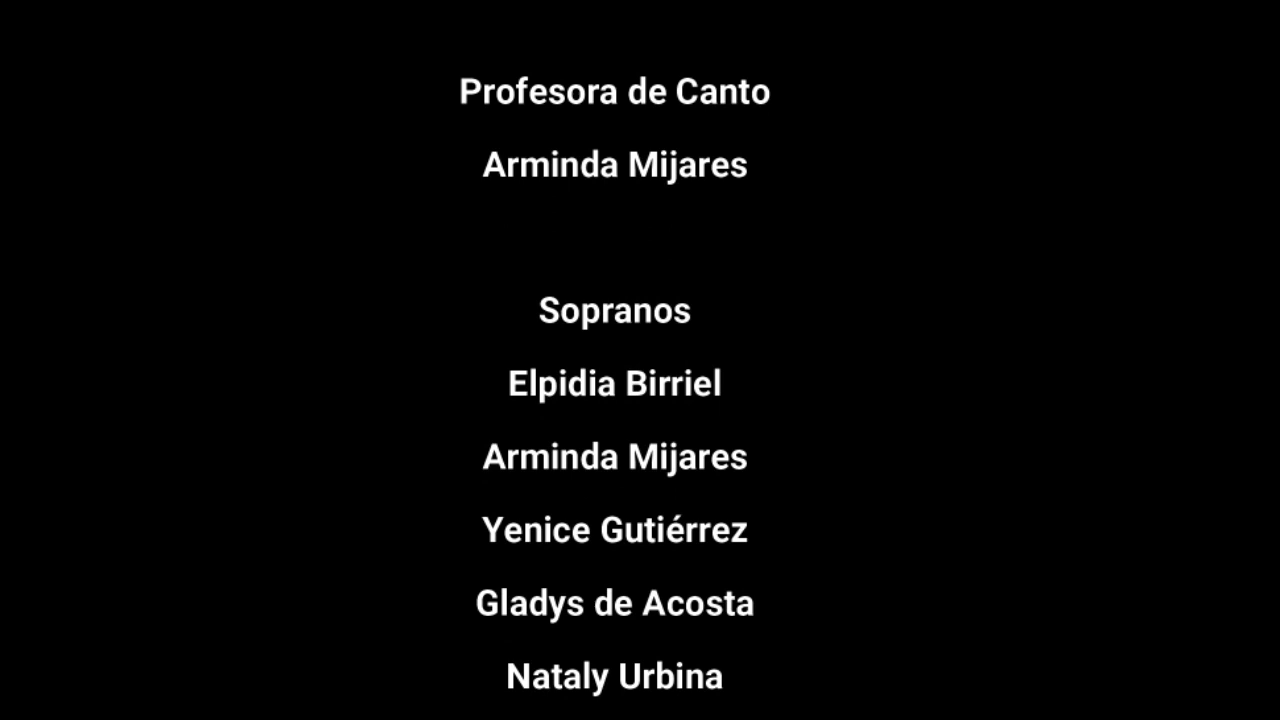 Profesora de Canto
Arminda Mijares
Sopranos
Elpidia Birriel
Arminda Mijares
Yenice Gutiérrez
Gladys de Acosta
Nataly Urbina